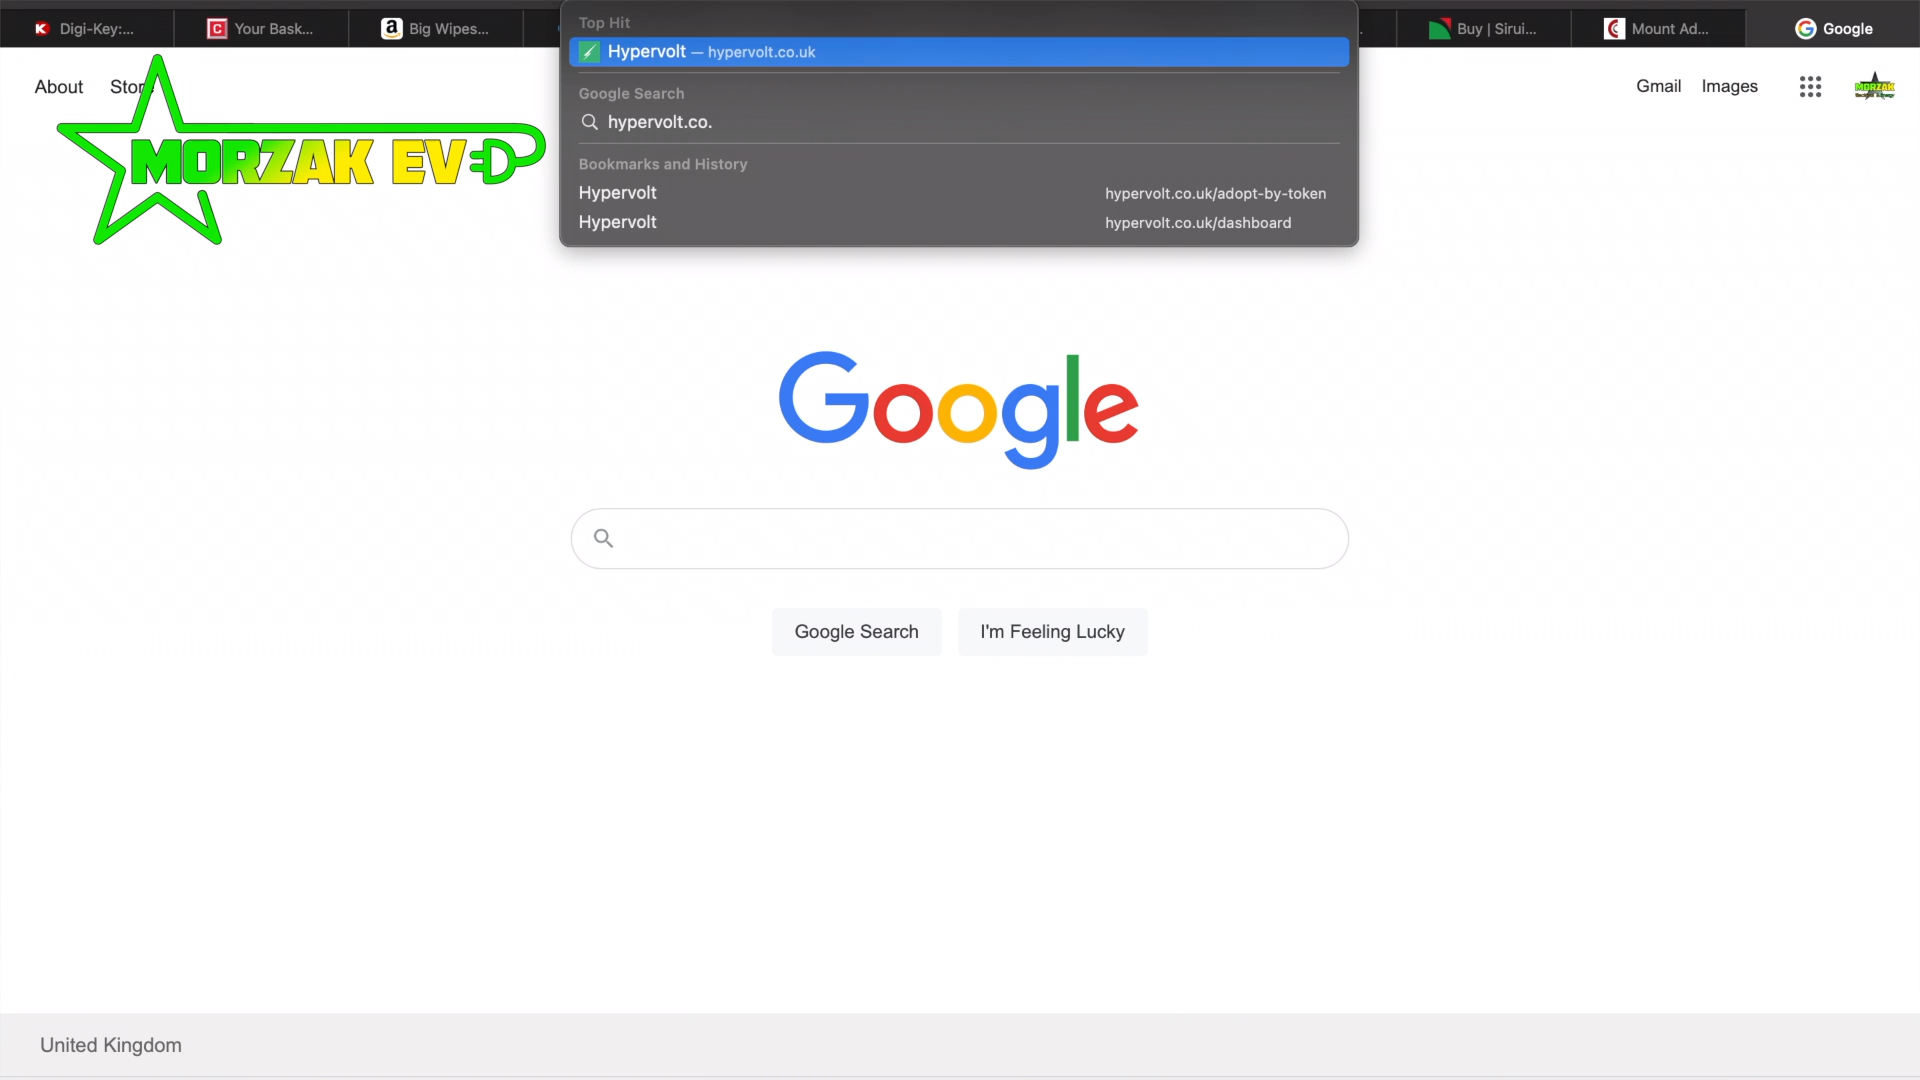 Digi-Key:...
Your Bask...
Big Wipes...
Buy | Sirui...
Mount Ad...
Google
Top Hit
Hypervolt — hypervolt.co.uk
Google Search
hypervolt.co.
Bookmarks and History
Hypervolt hypervolt.co.uk/adopt-by-token
Hypervolt hypervolt.co.uk/dashboard
About
Gmail
Images
MORZAK
MORZAK EV
Google
Google Search
I'm Feeling Lucky
United Kingdom